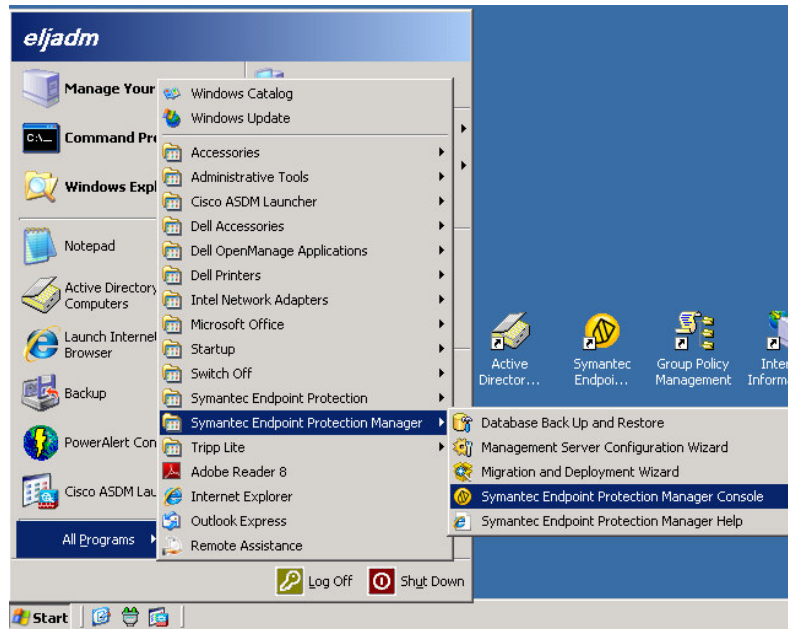 eljadm
Manage Your
Command Pr
Windows Expl
Notepad
Active Directory
Computers
Launch Internet
Browser
Backup
PowerAlert Con
Cisco ASDM Lau
All Programs
Windows Catalog
Windows Update
Accessories
Administrative Tools
Cisco ASDM Launcher
Dell Accessories
Dell OpenManage Applications
Dell Printers
Intel Network Adapters
Microsoft Office
Startup
Switch Off
Symantec Endpoint Protection
Symantec Endpoint Protection Manager
Tripp Lite
Adobe Reader 8
Internet Explorer
Outlook Express
Remote Assistance
Database Back Up and Restore
Management Server Configuration Wizard
Migration and Deployment Wizard
Symantec Endpoint Protection Manager Console
Symantec Endpoint Protection Manager Help
Active
Director...
Symantec
Endpoi...
Group Policy
Management
Inter
Inform
Log Off
Shut Down
Start